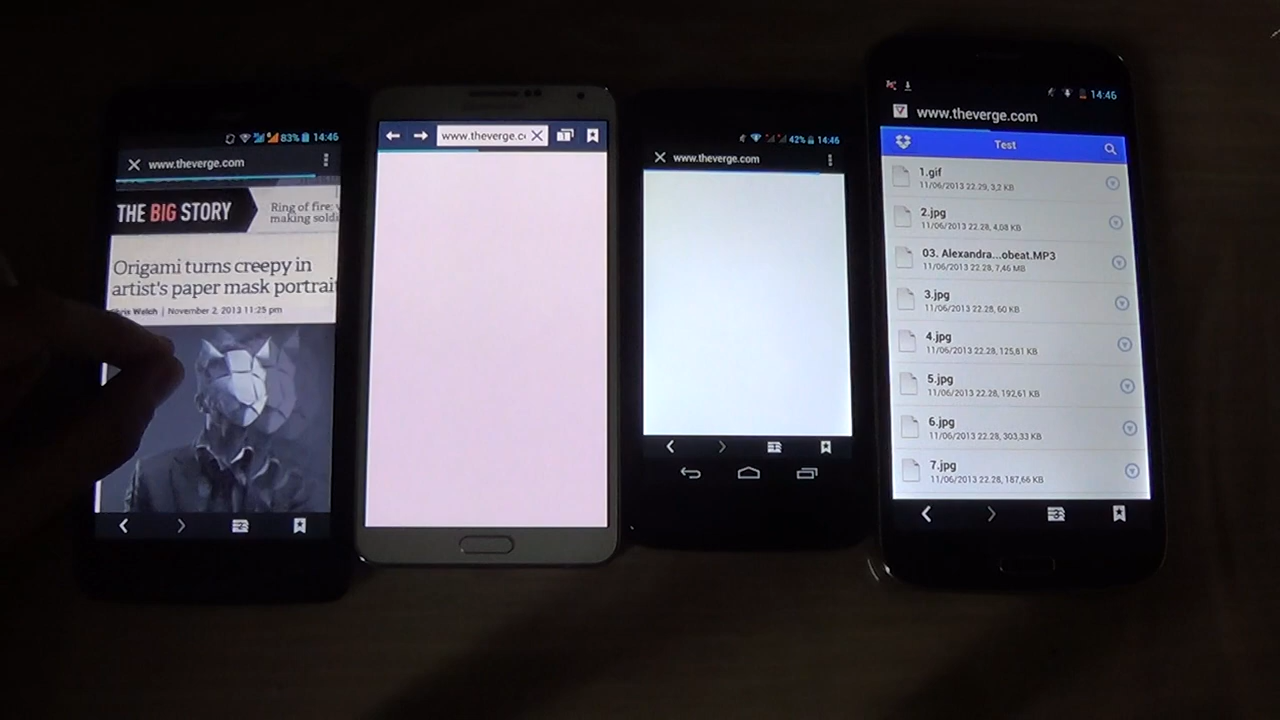 83% 14:46
www.theverge.com
THE BIG STORY
Ring of fire:
making soldi
Origami turns creepy in
artist's paper mask portrai
Chris Welch | November 2, 2013 11:25 pm
www.theverge.c
42% 14:46
www.theverge.com
14:46
www.theverge.com
Test
1.gif
11/06/2013 22.29, 3,2 KB
2.jpg
11/06/2013 22.28, 4,08 KB
03. Alexandra...obeat.MP3
11/06/2013 22.28, 7,46 MB
3.jpg
11/06/2013 22.28, 60 KB
4.jpg
11/06/2013 22.28, 125,81 KB
5.jpg
11/06/2013 22.28, 192,61 KB
6.jpg
11/06/2013 22.28, 303,33 KB
7.jpg
11/06/2013 22.28, 187,66 KB